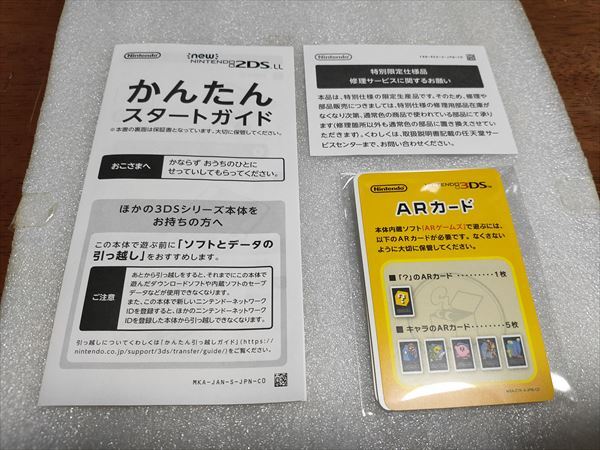 Nintendo
new
NINTENDO 2DS LL
かんたん
スタートガイド
※本書の裏面は保証書となっています。大切に保管してください。
おこさまへ
かならず おうちのひとに
せっていしてもらってください。
ほかの3DSシリーズ本体を
お持ちの方へ
この本体で遊ぶ前に「ソフトとデータの
引っ越し」をおすすめします。
ご注意
あとから引っ越しをすると、それまでにこの本体で
遊んだダウンロードソフトや内蔵ソフトのセーブ
データなどが使用できなくなります。
また、この本体で新しいニンテンドーネットワーク
IDを登録すると、ほかのニンテンドーネットワーク
IDを登録した本体から引っ越しできなくなります。
引っ越しについてくわしくは「かんたん引っ越しガイド」(https://
nintendo.co.jp/support/3ds/transfer/guide/)をご覧ください。
MKA-JAN-S-JPN-C0
Nintendo
特別限定仕様品
修理サービスに関するお願い
本品は、特別仕様の限定生産品です。そのため、修理や
部品販売につきましては、特別仕様の修理用部品在庫が
なくなり次第、通常色の商品で使われている部品にて承り
ます(修理箇所以外も通常色の部品に置き換えさせてい
ただきます)。くわしくは、取扱説明書記載の任天堂サー
ビスセンターまで、お問い合わせください。
Nintendo
NINTENDO 3DS
ARカード
本体内蔵ソフト「ARゲームズ」で遊ぶには、
以下のARカードが必要です。なくさない
ように大切に保管してください。
■「?」のARカード ・・・・・・・・・1枚
■キャラのARカード・・・・・・・・5枚